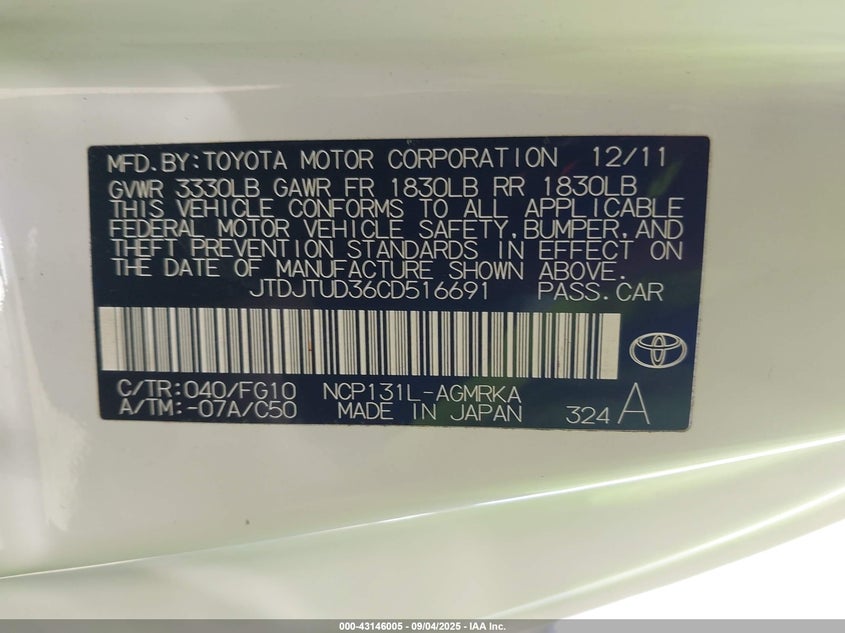 MFD.BY:TOYOTA MOTOR CORPORATION 12/11
GVWR 3330LB GAWR FR 1830LB RR 1830LB
THIS VEHICLE CONFORMS TO ALL APPLICABLE
FEDERAL MOTOR VEHICLE SAFETY, BUMPER, AND
THEFT PREVENTION STANDARDS IN EFFECT ON
THE DATE OF MANUFACTURE SHOWN ABOVE.
JTDJTUD36CD516691 PASS.CAR
C/TR:040/FG10 NCP131L-AGMRKA
A/TM:-07A/C50 MADE IN JAPAN 324 A
000-43146005 - 09/04/2025 - IAA Inc.